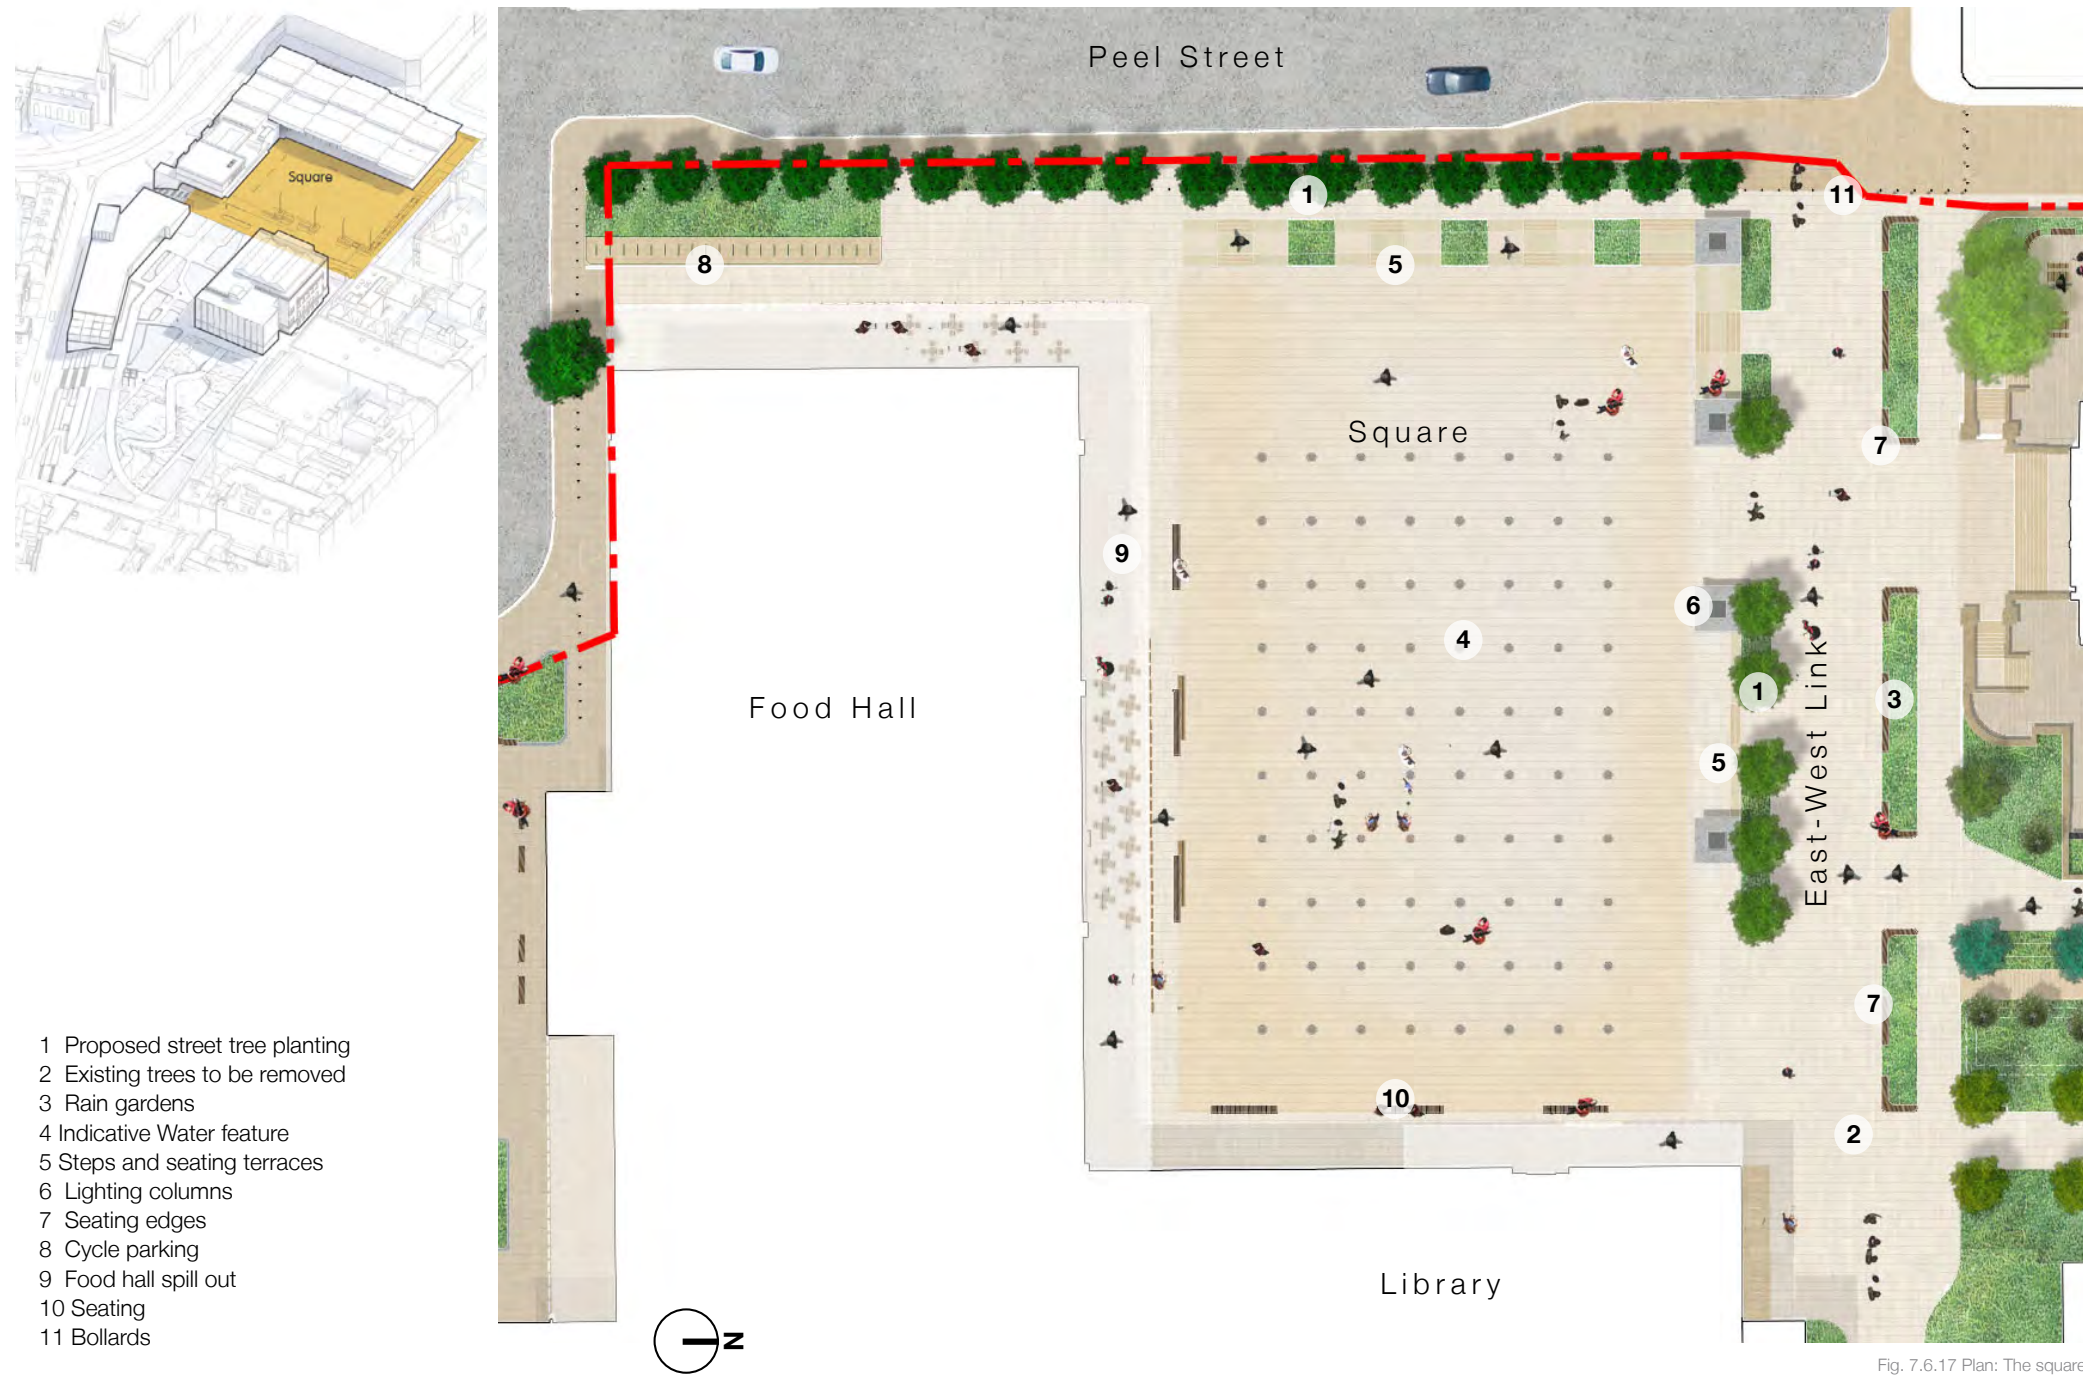 Square
Peel Street
1
11
8
5
Square
7
9
6
4
Food Hall
1
3
East-West Link
5
7
10
2
Library
1 Proposed street tree planting
2 Existing trees to be removed
3 Rain gardens
4 Indicative Water feature
5 Steps and seating terraces
6 Lighting columns
7 Seating edges
8 Cycle parking
9 Food hall spill out
10 Seating
11 Bollards
N
Fig. 7.6.17 Plan: The square